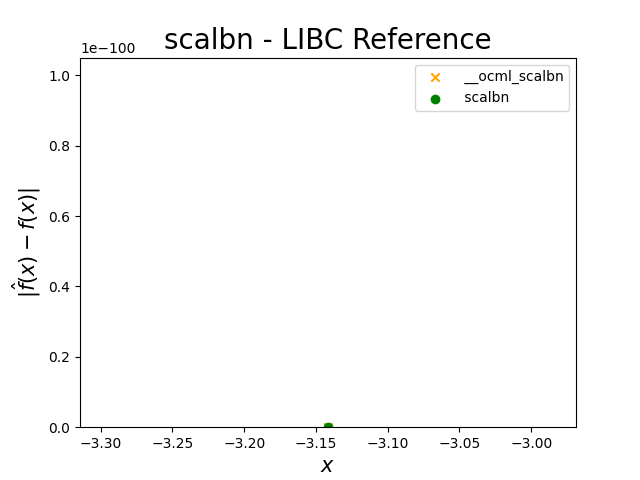 scalbn - LIBC Reference
1e−100
1.0
0.8
0.6
0.4
0.2
0.0
|f̂(x) − f(x)|
__ocml_scalbn
scalbn
−3.30
−3.25
−3.20
−3.15
−3.10
−3.05
−3.00
x